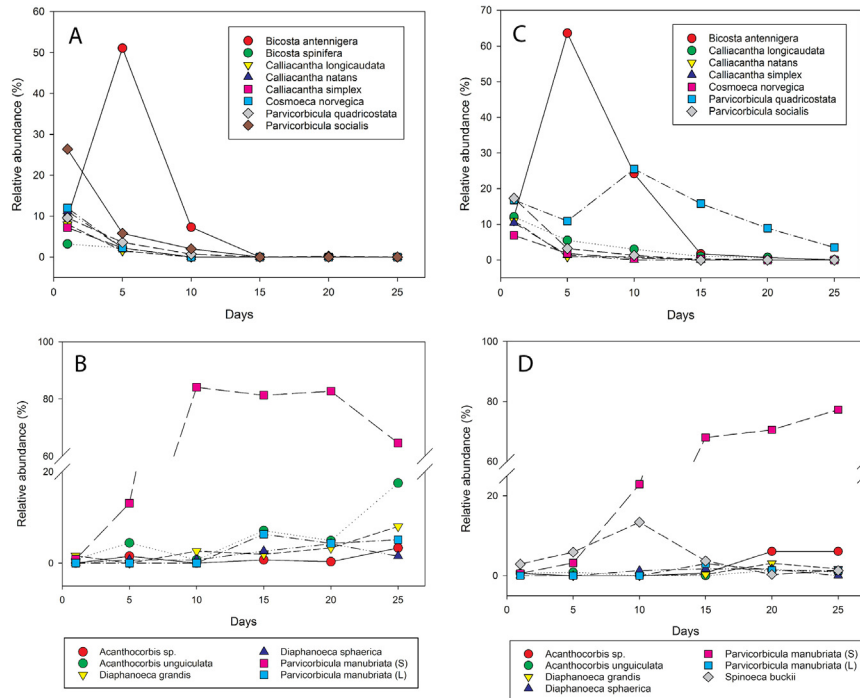 A
Relative abundance (%)
60
50
40
30
20
10
0
Bicosta antennigera
Bicosta spinifera
Calliacantha longicaudata
Calliacantha natans
Calliacantha simplex
Cosmoeca norvegica
Parvicorbicula quadricostata
Parvicorbicula socialis
0 5 10 15 20 25
Days
C
Relative abundance (%)
70
60
50
40
30
20
10
0
Bicosta antennigera
Calliacantha longicaudata
Calliacantha natans
Calliacantha simplex
Cosmoeca norvegica
Parvicorbicula quadricostata
Parvicorbicula socialis
0 5 10 15 20 25
Days
B
Relative abundance (%)
100
80
60
20
0
0 5 10 15 20 25
Days
Acanthocorbis sp.
Acanthocorbis unguiculata
Diaphanoeca grandis
Diaphanoeca sphaerica
Parvicorbicula manubriata (S)
Parvicorbicula manubriata (L)
D
Relative abundance (%)
100
80
60
20
0
0 5 10 15 20 25
Days
Acanthocorbis sp.
Acanthocorbis unguiculata
Diaphanoeca grandis
Diaphanoeca sphaerica
Parvicorbicula manubriata (S)
Parvicorbicula manubriata (L)
Spinoeca buckii